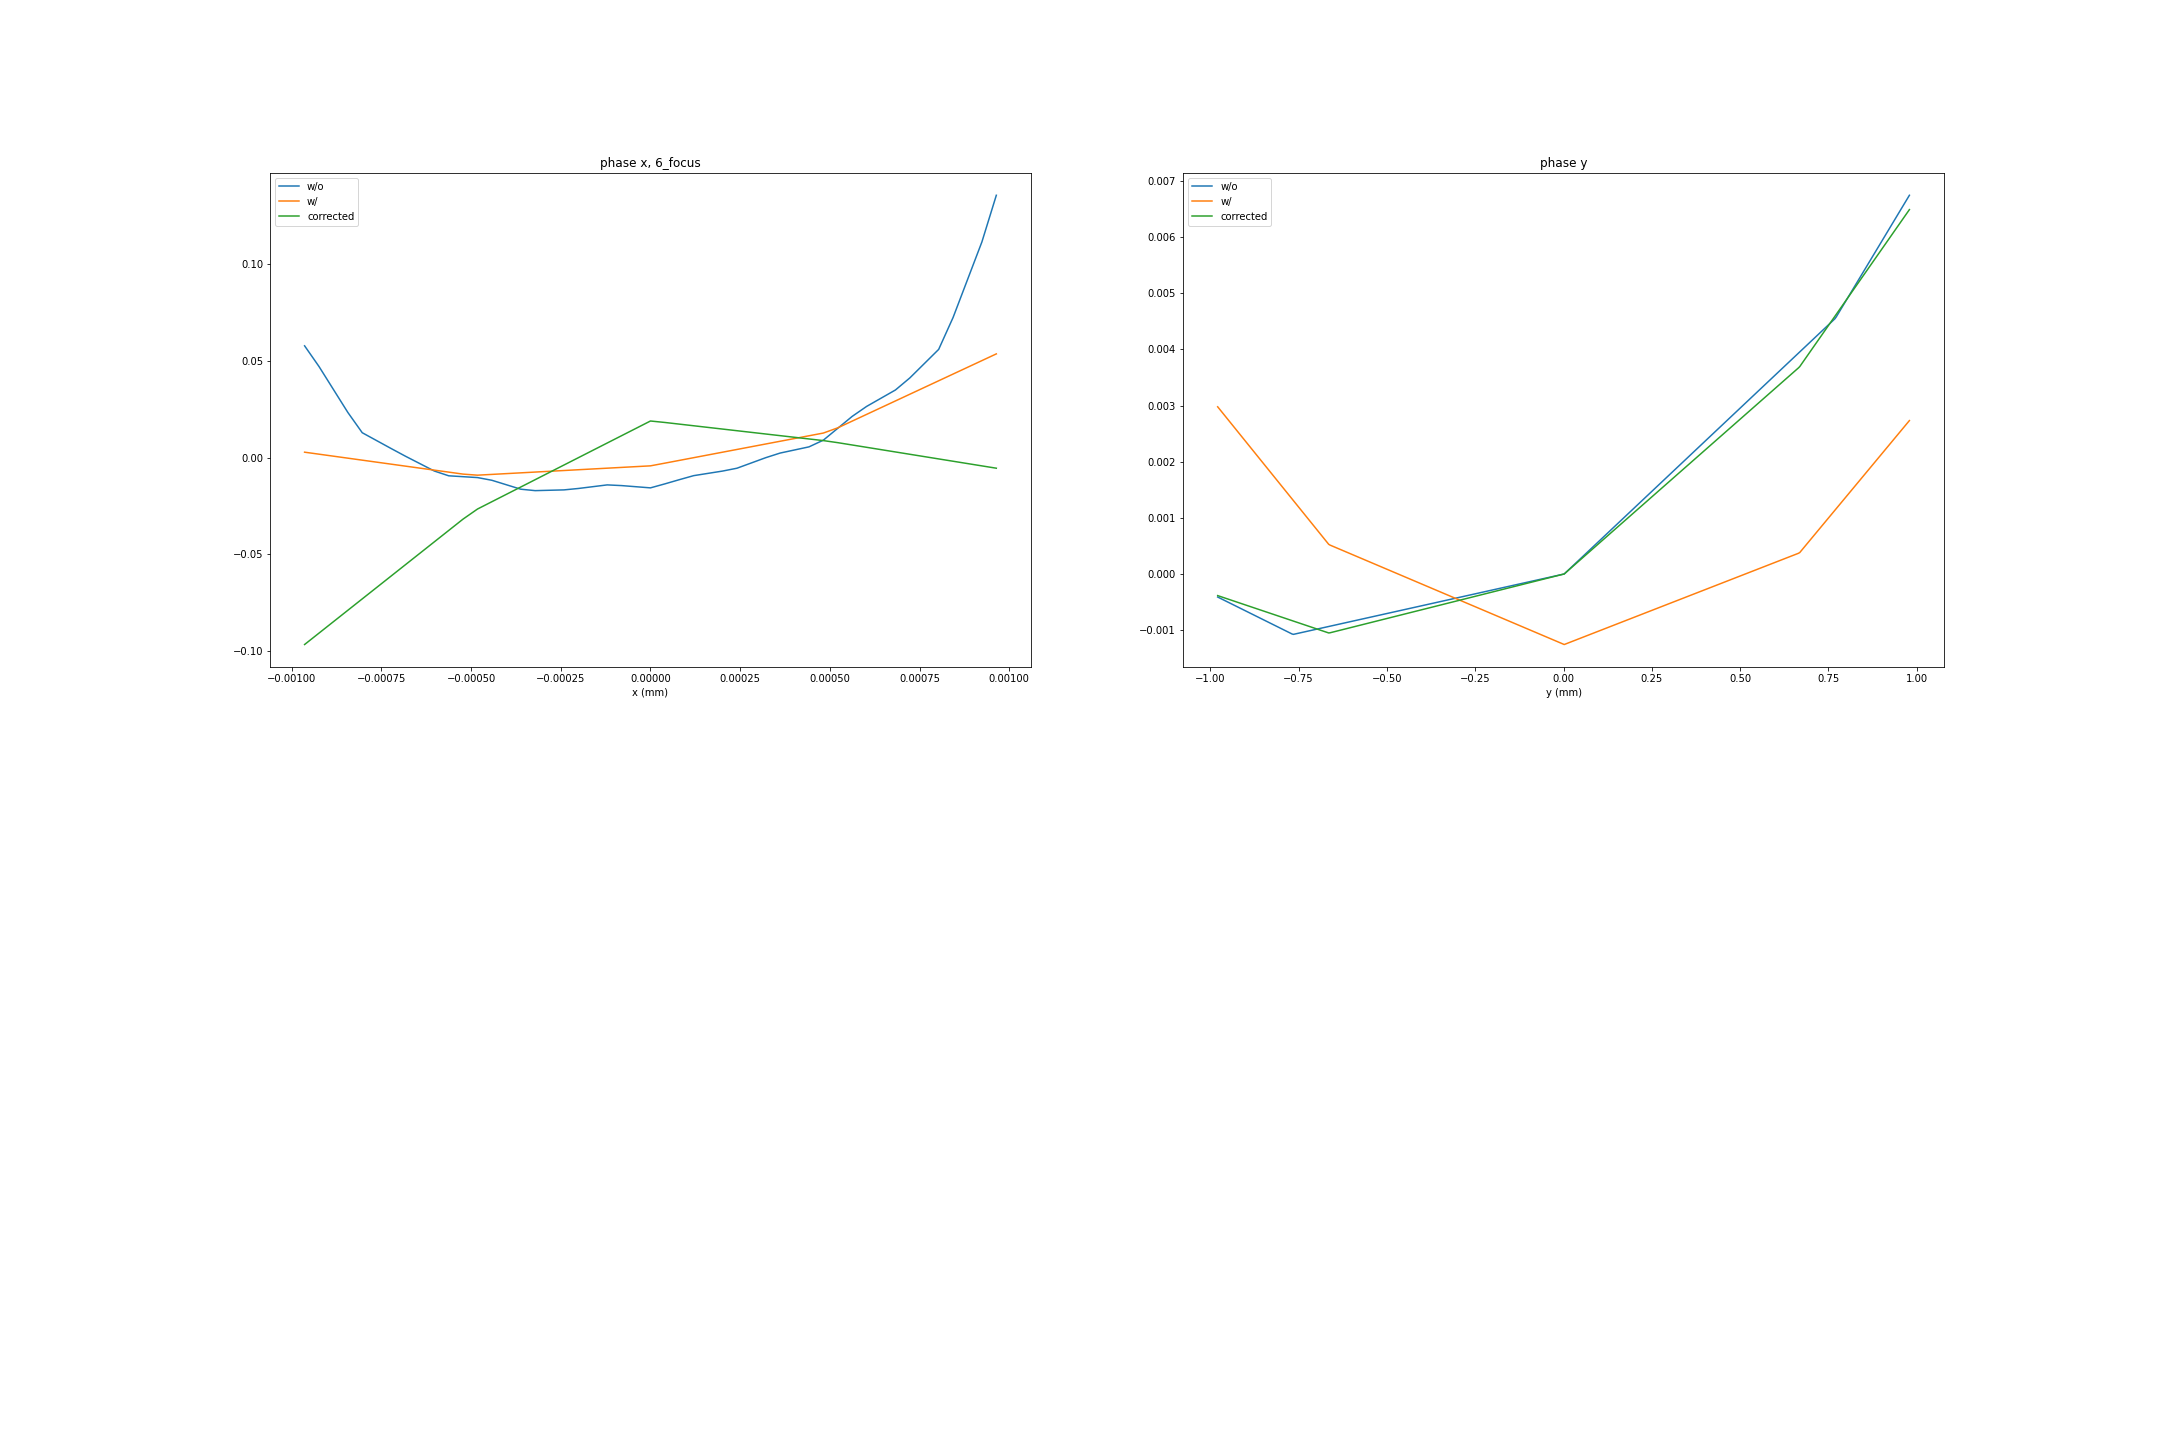 phase x, 6_focus
w/o
w/
corrected
0.10
0.05
0.00
−0.05
−0.10
−0.00100 −0.00075 −0.00050 −0.00025 0.00000 0.00025 0.00050 0.00075 0.00100
x (mm)
phase y
w/o
w/
corrected
0.007
0.006
0.005
0.004
0.003
0.002
0.001
0.000
−0.001
−1.00 −0.75 −0.50 −0.25 0.00 0.25 0.50 0.75 1.00
y (mm)